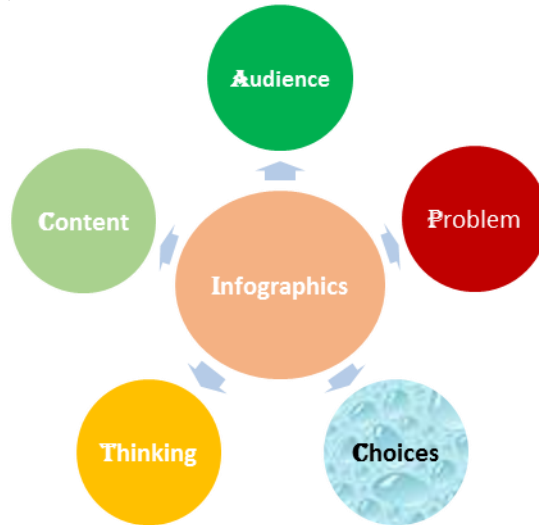 Audience
Content
Problem
Infographics
Thinking
Choices